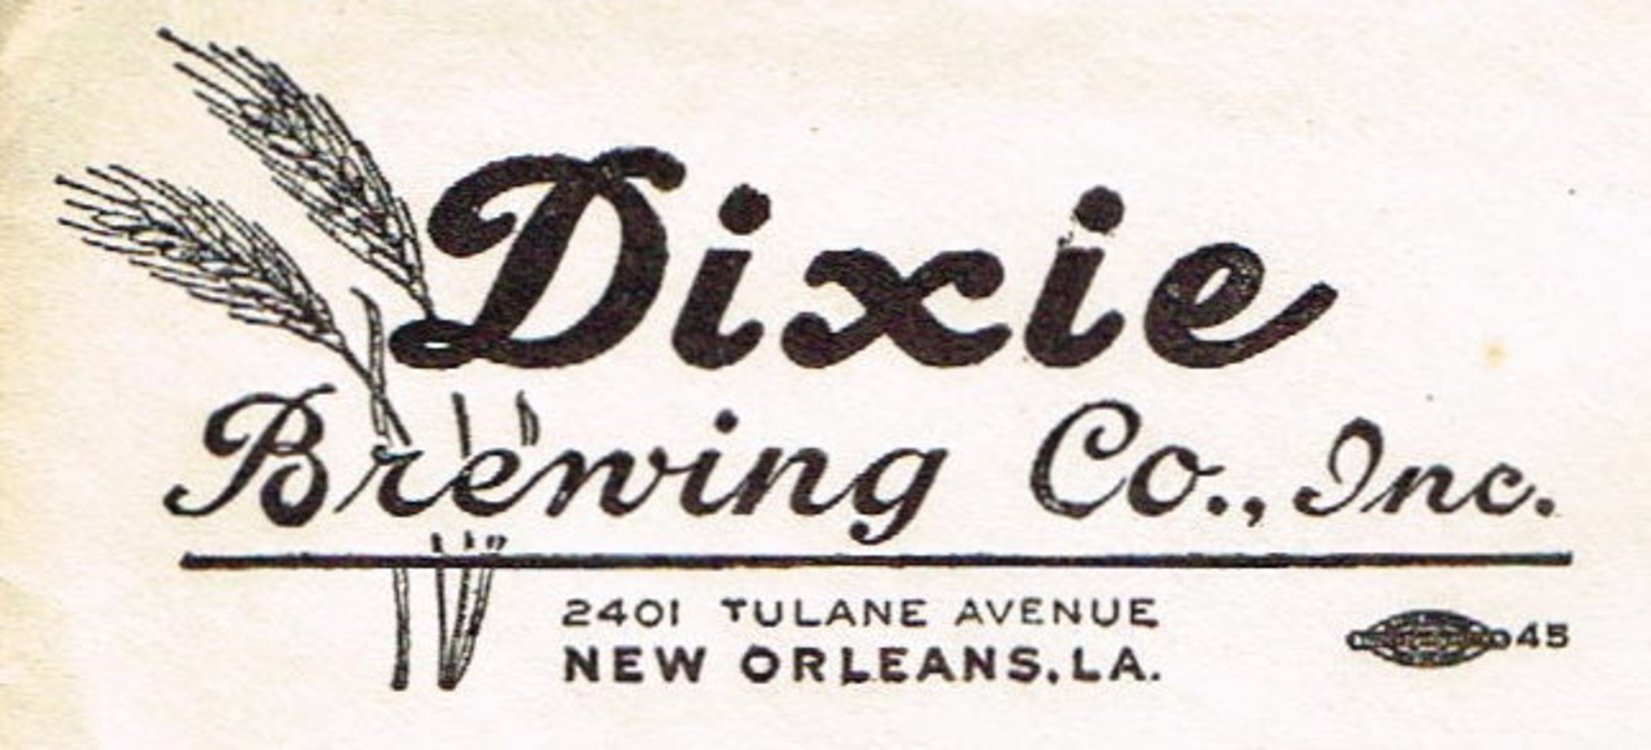 Dixie
Brewing Co., Inc.
2401 TULANE AVENUE
NEW ORLEANS, LA.
45